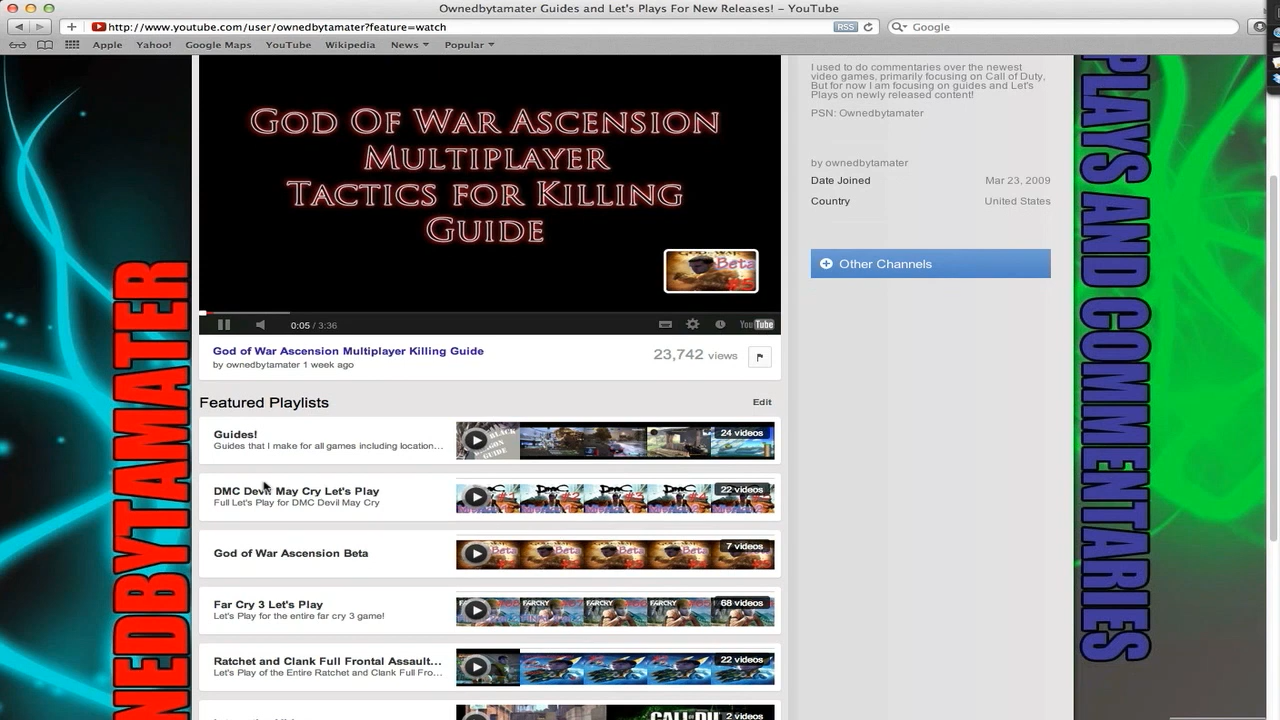 Ownedbytamater Guides and Let's Plays For New Releases! – YouTube
http://www.youtube.com/user/ownedbytamater?feature=watch
RSS
Google
Apple Yahoo! Google Maps YouTube Wikipedia News Popular
GOD OF WAR ASCENSION
MULTIPLAYER
TACTICS FOR KILLING
GUIDE
Beta
0:05 / 3:36
YouTube
God of War Ascension Multiplayer Killing Guide
by ownedbytamater 1 week ago
23,742 views
Featured Playlists
Edit
Guides!
Guides that I make for all games including location...
24 videos
DMC Devil May Cry Let's Play
Full Let's Play for DMC Devil May Cry
22 videos
God of War Ascension Beta
7 videos
Far Cry 3 Let's Play
Let's Play for the entire far cry 3 game!
68 videos
Ratchet and Clank Full Frontal Assault...
Let's Play of the Entire Ratchet and Clank Full Fro...
22 videos
2 videos
I used to do commentaries over the newest
video games, primarily focusing on Call of Duty,
But for now I am focusing on guides and Let's
Plays on newly released content!
PSN: Ownedbytamater
by ownedbytamater
Date Joined Mar 23, 2009
Country United States
Other Channels
NEDBYTAMATER
PLAYS AND COMMENTARIES